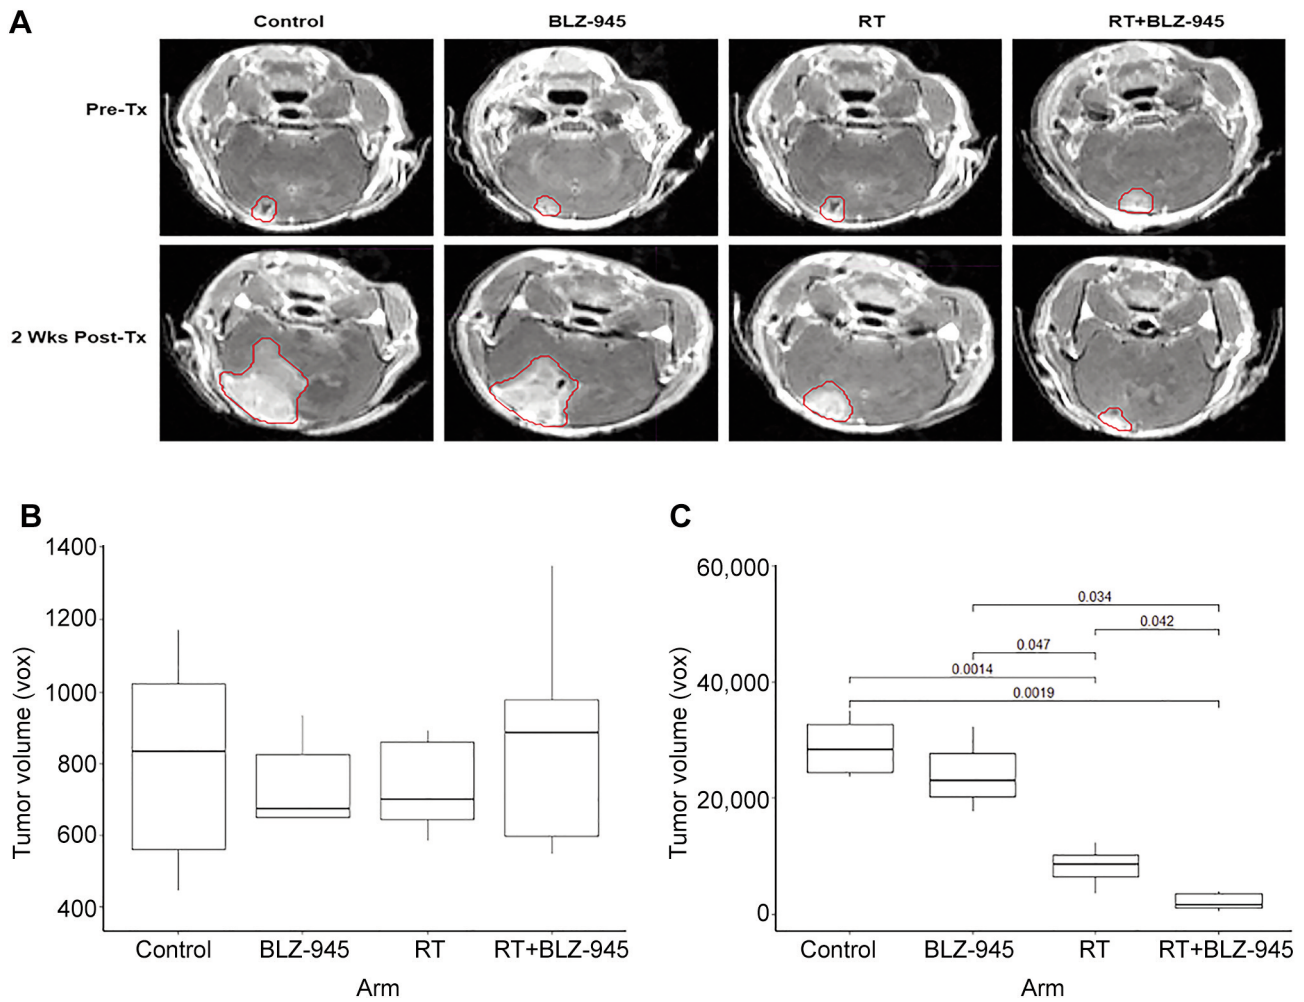 A
Control
BLZ-945
RT
RT+BLZ-945
Pre-Tx
2 Wks Post-Tx
B
Tumor volume (vox)
1400
1200
1000
800
600
400
Control
BLZ-945
RT
RT+BLZ-945
Arm
C
Tumor volume (vox)
60,000
40,000
20,000
0
0.034
0.042
0.047
0.0014
0.0019
Control
BLZ-945
RT
RT+BLZ-945
Arm